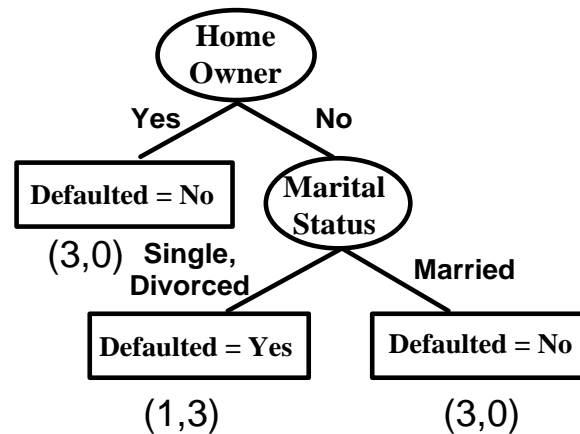 Home
Owner
Yes
No
Defaulted = No
Marital
Status
(3,0)
Single,
Divorced
Married
Defaulted = Yes
Defaulted = No
(1,3)
(3,0)